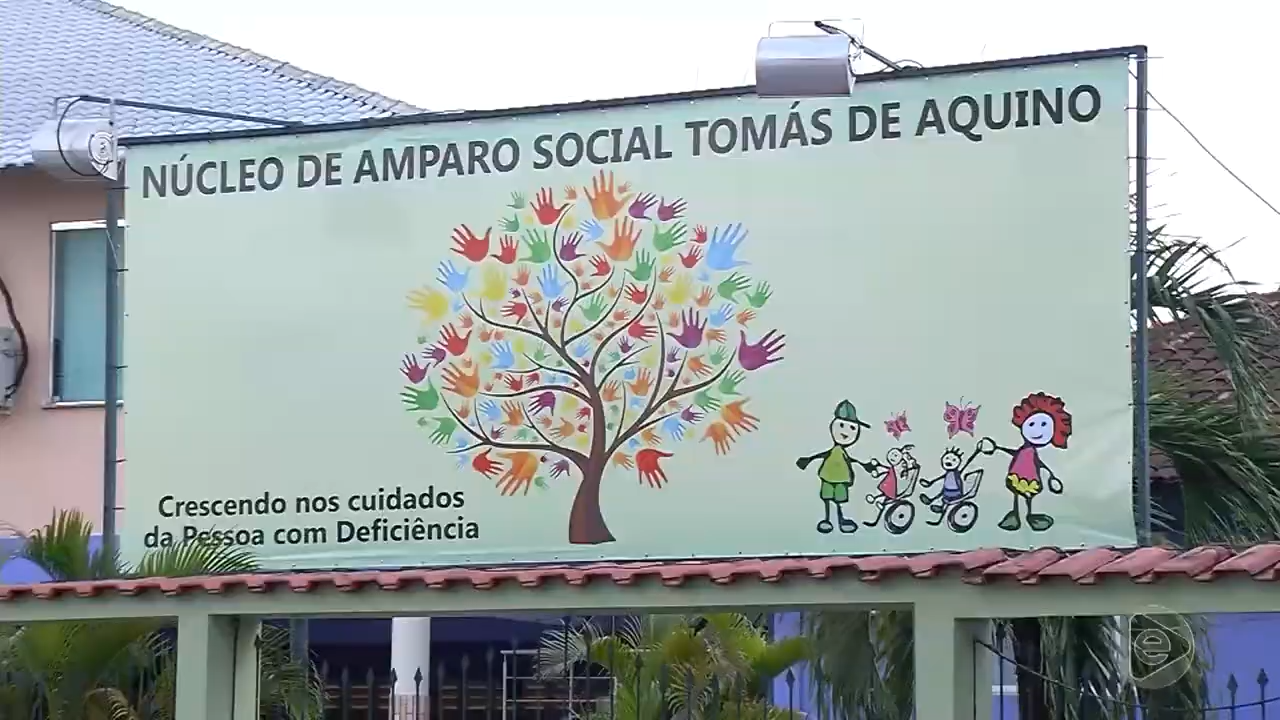 NÚCLEO DE AMPARO SOCIAL TOMÁS DE AQUINO
Crescendo nos cuidados
da Pessoa com Deficiência
e